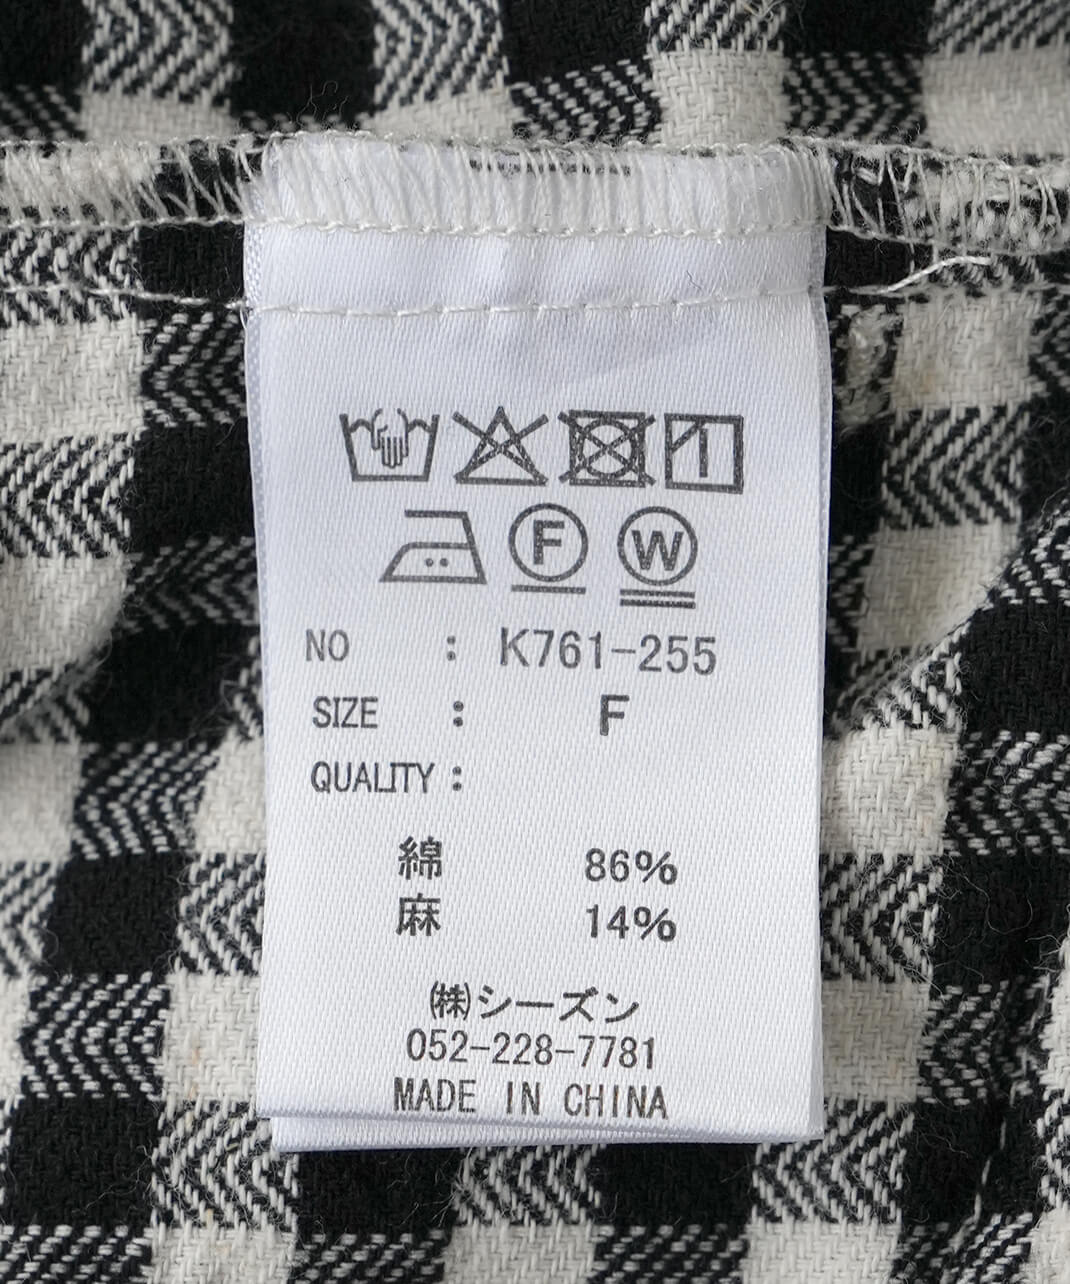 F W
NO : K761-255
SIZE : F
QUALITY :
綿 86%
麻 14%
㈱シーズン
052-228-7781
MADE IN CHINA